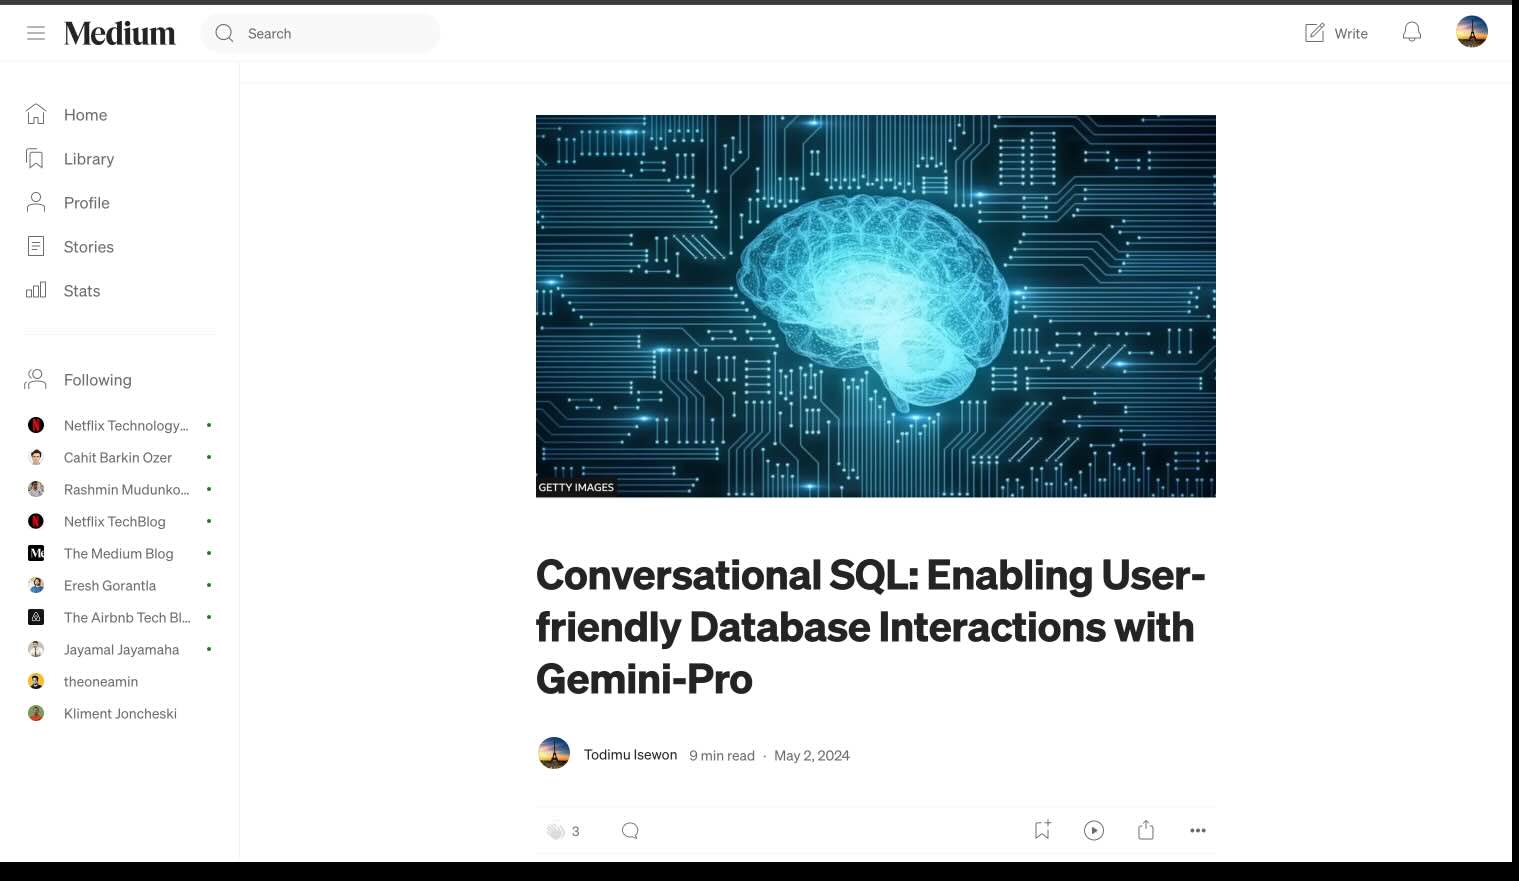 Medium
Search
Write
Home
Library
Profile
Stories
Stats
Following
Netflix Technology...
Cahit Barkin Ozer
Rashmin Mudunko...
Netflix TechBlog
The Medium Blog
Eresh Gorantla
The Airbnb Tech Bl...
Jayamal Jayamaha
theoneamin
Kliment Joncheski
GETTY IMAGES
Conversational SQL: Enabling User-
friendly Database Interactions with
Gemini-Pro
Todimu Isewon 9 min read · May 2, 2024
3